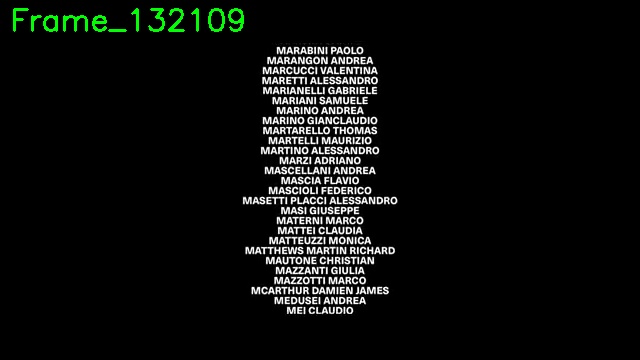 Frame_132109
MARABINI PAOLO
MARANGON ANDREA
MARCUCCI VALENTINA
MARETTI ALESSANDRO
MARIANELLI GABRIELE
MARIANI SAMUELE
MARINO ANDREA
MARINO GIANCLAUDIO
MARTARELLO THOMAS
MARTELLI MAURIZIO
MARTINO ALESSANDRO
MARZI ADRIANO
MASCELLANI ANDREA
MASCIA FLAVIO
MASCIOLI FEDERICO
MASETTI PLACCI ALESSANDRO
MASI GIUSEPPE
MATERNI MARCO
MATTEI CLAUDIA
MATTEUZZI MONICA
MATTHEWS MARTIN RICHARD
MAUTONE CHRISTIAN
MAZZANTI GIULIA
MAZZOTTI MARCO
MCARTHUR DAMIEN JAMES
MEDUSEI ANDREA
MEI CLAUDIO